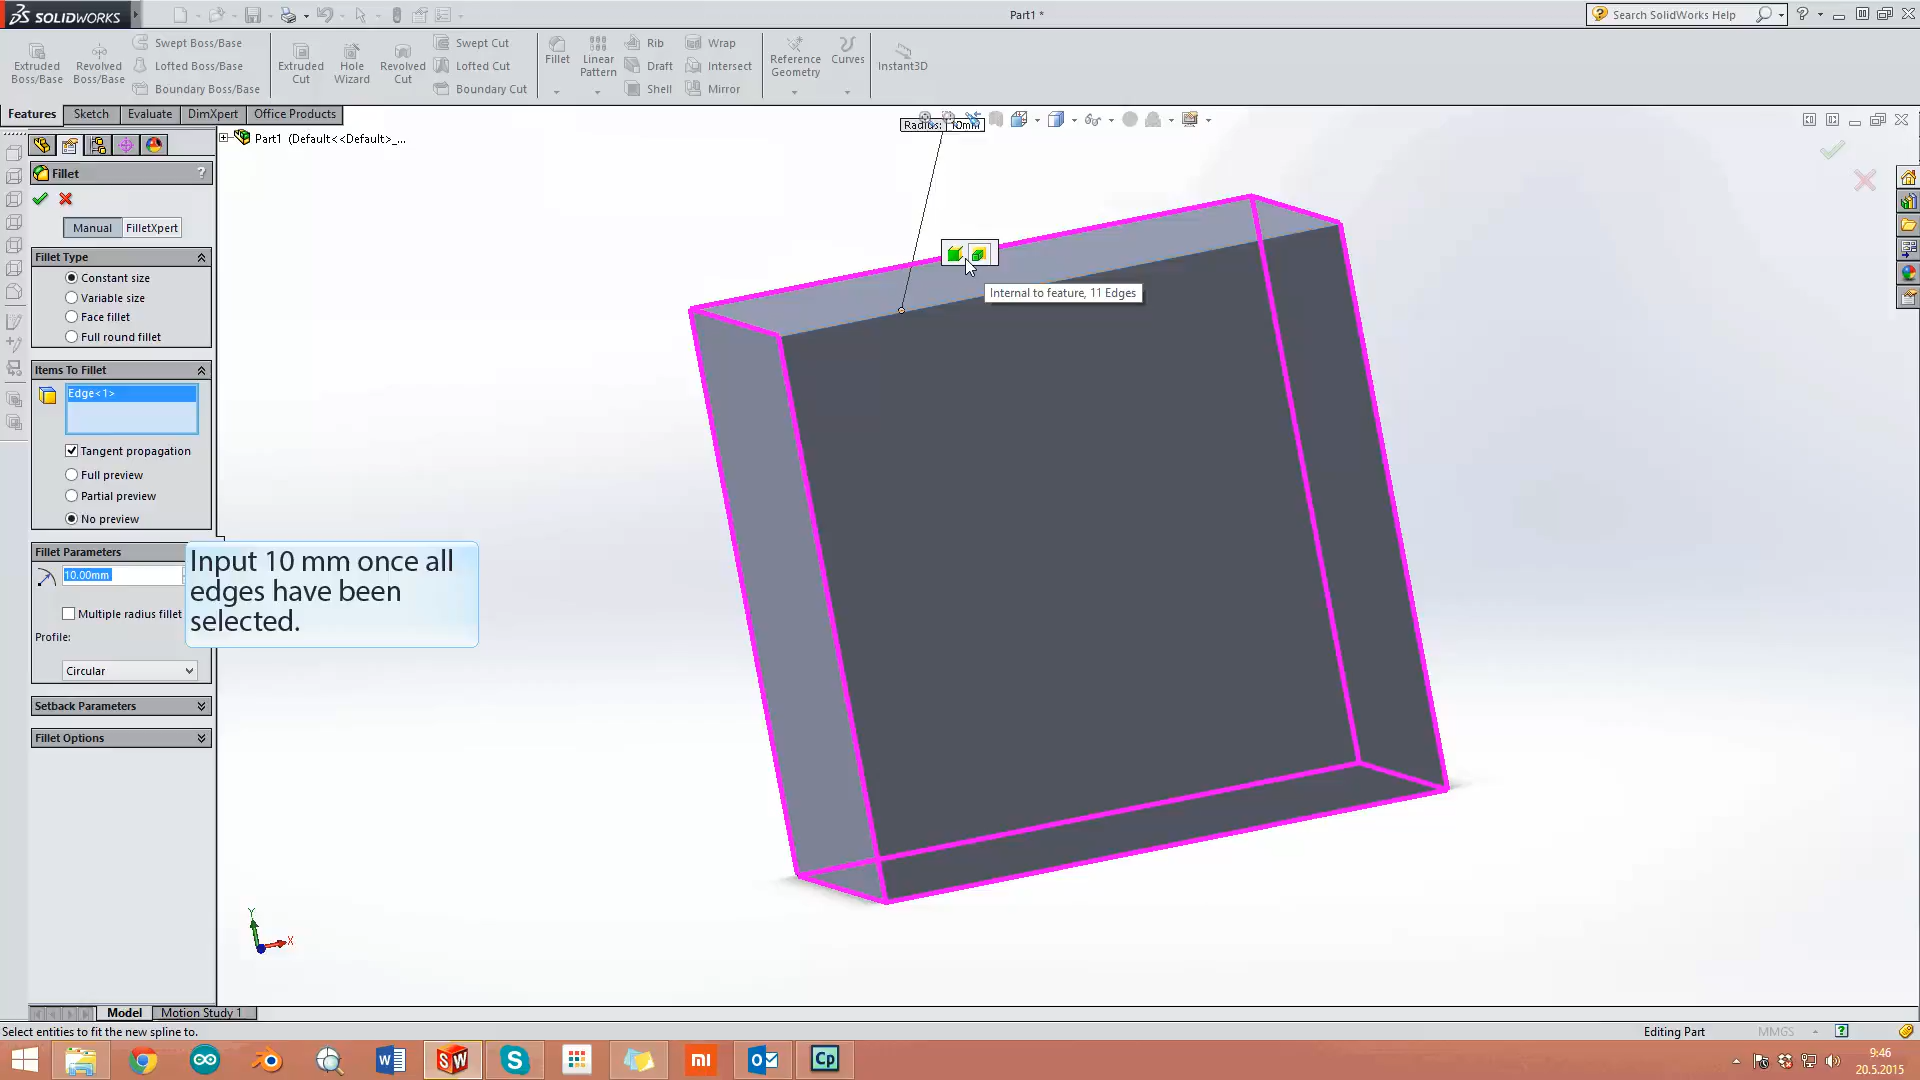 SOLIDWORKS
Part1 *
Search SolidWorks Help
Extruded Boss/Base
Revolved Boss/Base
Swept Boss/Base
Lofted Boss/Base
Boundary Boss/Base
Extruded Cut
Hole Wizard
Revolved Cut
Swept Cut
Lofted Cut
Boundary Cut
Fillet
Linear Pattern
Rib
Draft
Shell
Wrap
Intersect
Mirror
Reference Geometry
Curves
Instant3D
Features Sketch Evaluate DimXpert Office Products
Part1 (Default<<Default>_...
Radius: 10mm
Fillet ?
Manual FilletXpert
Fillet Type
Constant size
Variable size
Face fillet
Full round fillet
Internal to feature, 11 Edges
Items To Fillet
Edge<1>
Tangent propagation
Full preview
Partial preview
No preview
Fillet Parameters
10.00mm
Multiple radius fillet
Profile:
Circular
Input 10 mm once all
edges have been
selected.
Setback Parameters
Fillet Options
Y
X
Model Motion Study 1
Select entities to fit the new spline to.
Editing Part MMGS
SW
mi
Cp
9:46
20.5.2015